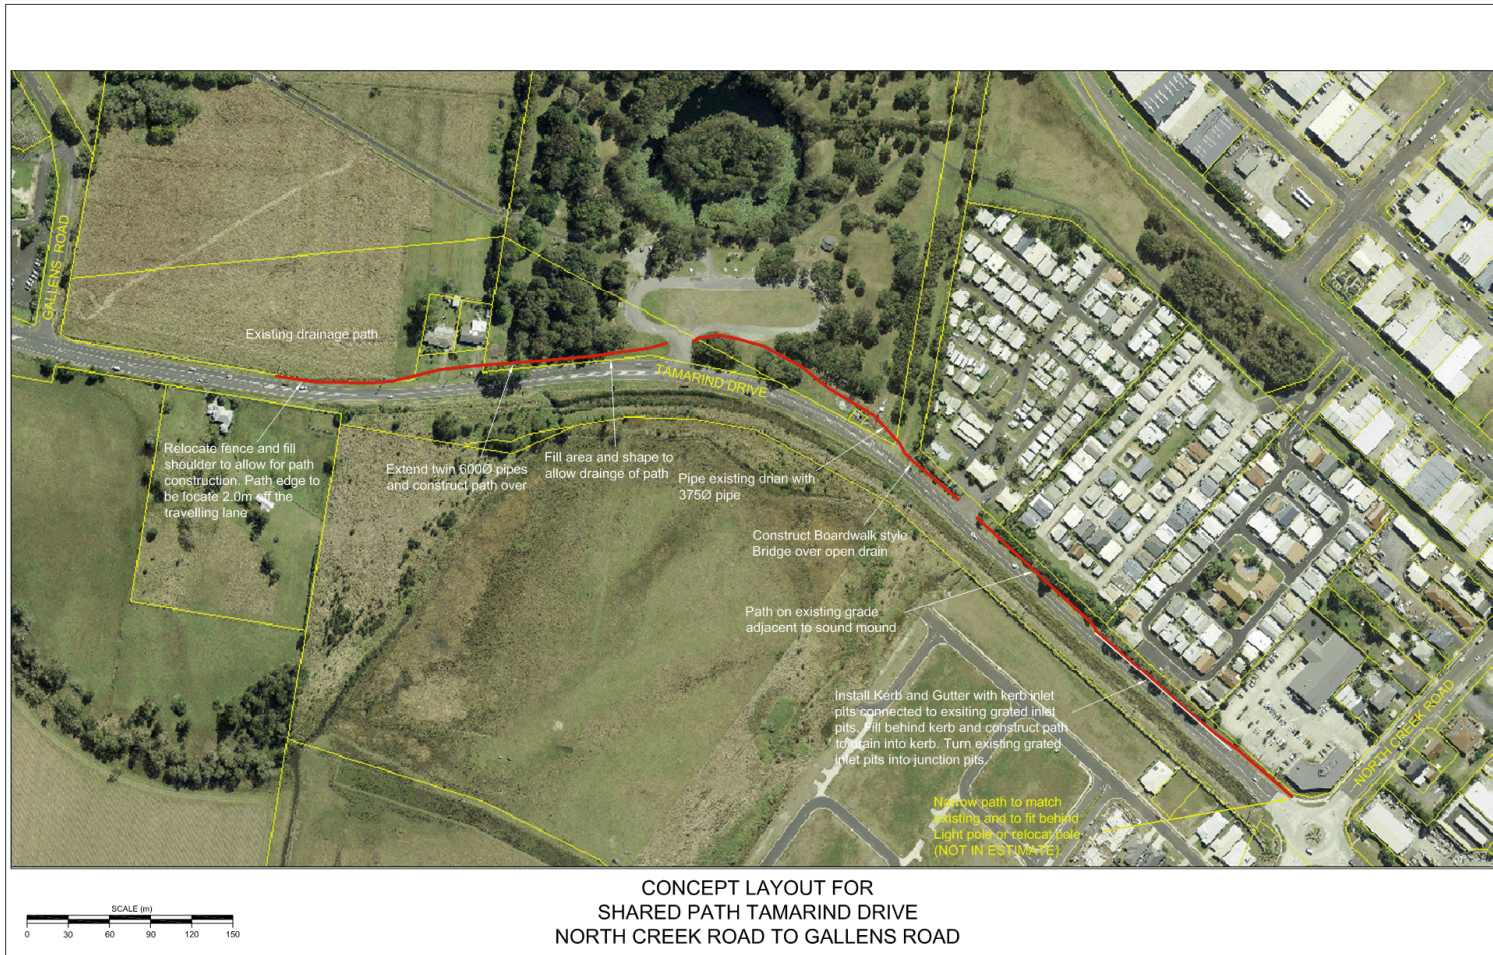 GALLENS ROAD
Existing drainage path
TAMARIND DRIVE
Relocate fence and fill
shoulder to allow for path
construction. Path edge to
be locate 2.0m off the
travelling lane
Extend twin 600Ø pipes
and construct path over
Fill area and shape to
allow drainge of path
Pipe existing drian with
375Ø pipe
Construct Boardwalk style
Bridge over open drain
Path on existing grade
adjacent to sound mound
Install Kerb and Gutter with kerb inlet
pits connected to exsiting grated inlet
pits. Fill behind kerb and construct path
to drain into kerb. Turn existing grated
inlet pits into junction pits.
NORTH CREEK ROAD
Narrow path to match
existing and to fit behind
Light pole or relocat pole
(NOT IN ESTIMATE)
SCALE (m)
0 30 60 90 120 150
CONCEPT LAYOUT FOR
SHARED PATH TAMARIND DRIVE
NORTH CREEK ROAD TO GALLENS ROAD